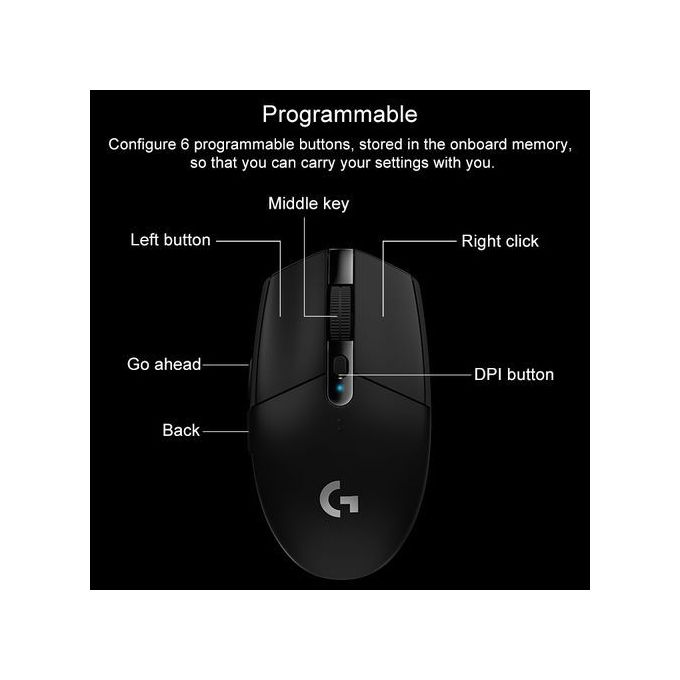 Programmable
Configure 6 programmable buttons, stored in the onboard memory,
so that you can carry your settings with you.
Middle key
Left button
Right click
Go ahead
DPI button
Back
G